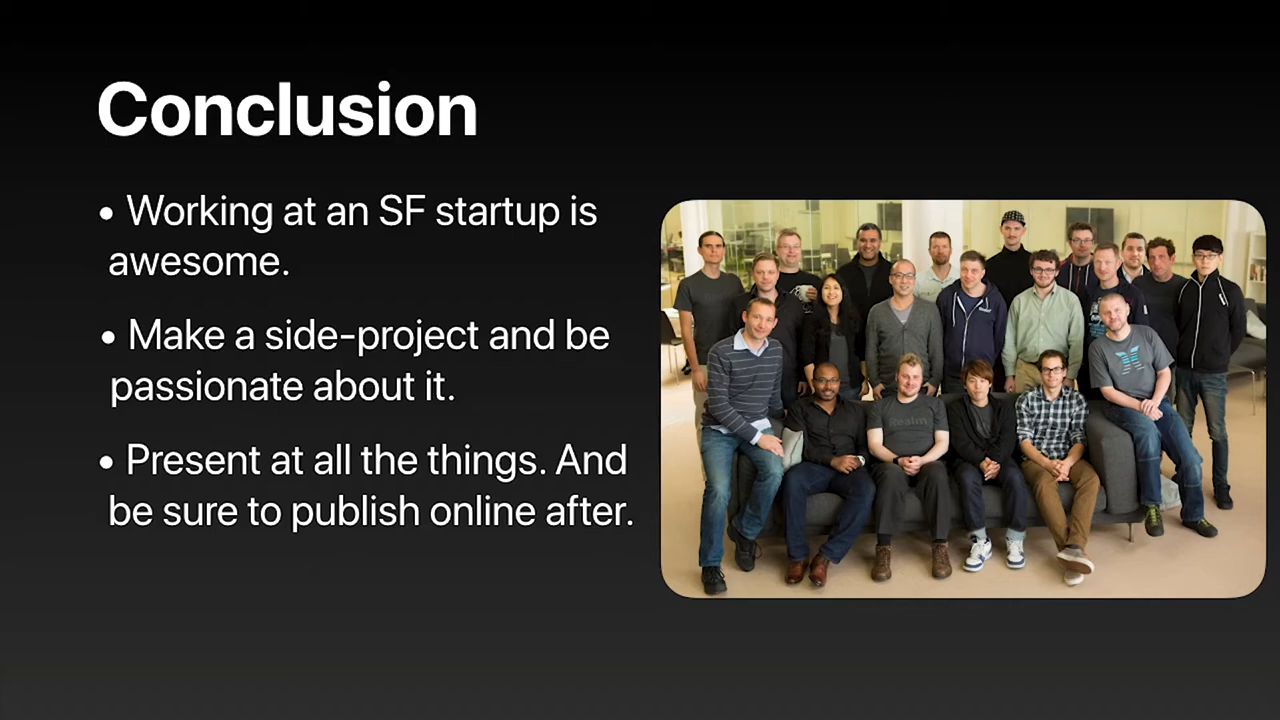 Conclusion
• Working at an SF startup is
awesome.
• Make a side-project and be
passionate about it.
• Present at all the things. And
be sure to publish online after.
Realm